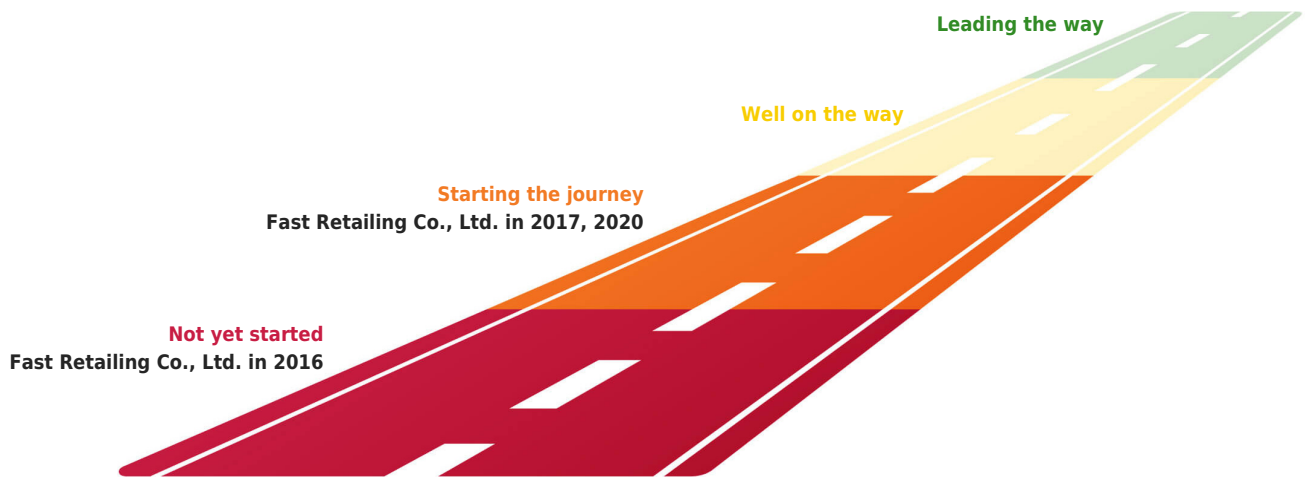 Leading the way
Well on the way
Starting the journey
Fast Retailing Co., Ltd. in 2017, 2020
Not yet started
Fast Retailing Co., Ltd. in 2016